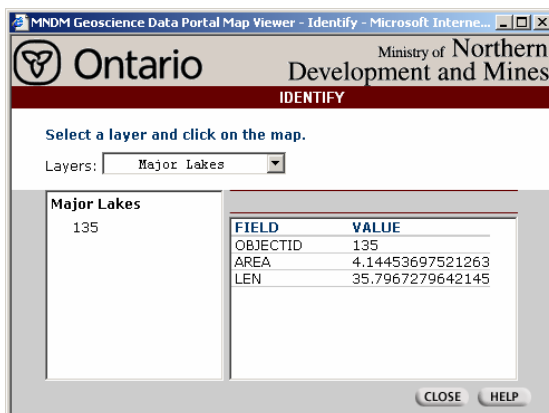 MNDM Geoscience Data Portal Map Viewer - Identify - Microsoft Interne...
Ontario
Ministry of Northern
Development and Mines
IDENTIFY
Select a layer and click on the map.
Layers: Major Lakes
Major Lakes
135
FIELD VALUE
OBJECTID 135
AREA 4.14453697521263
LEN 35.7967279642145
CLOSE HELP